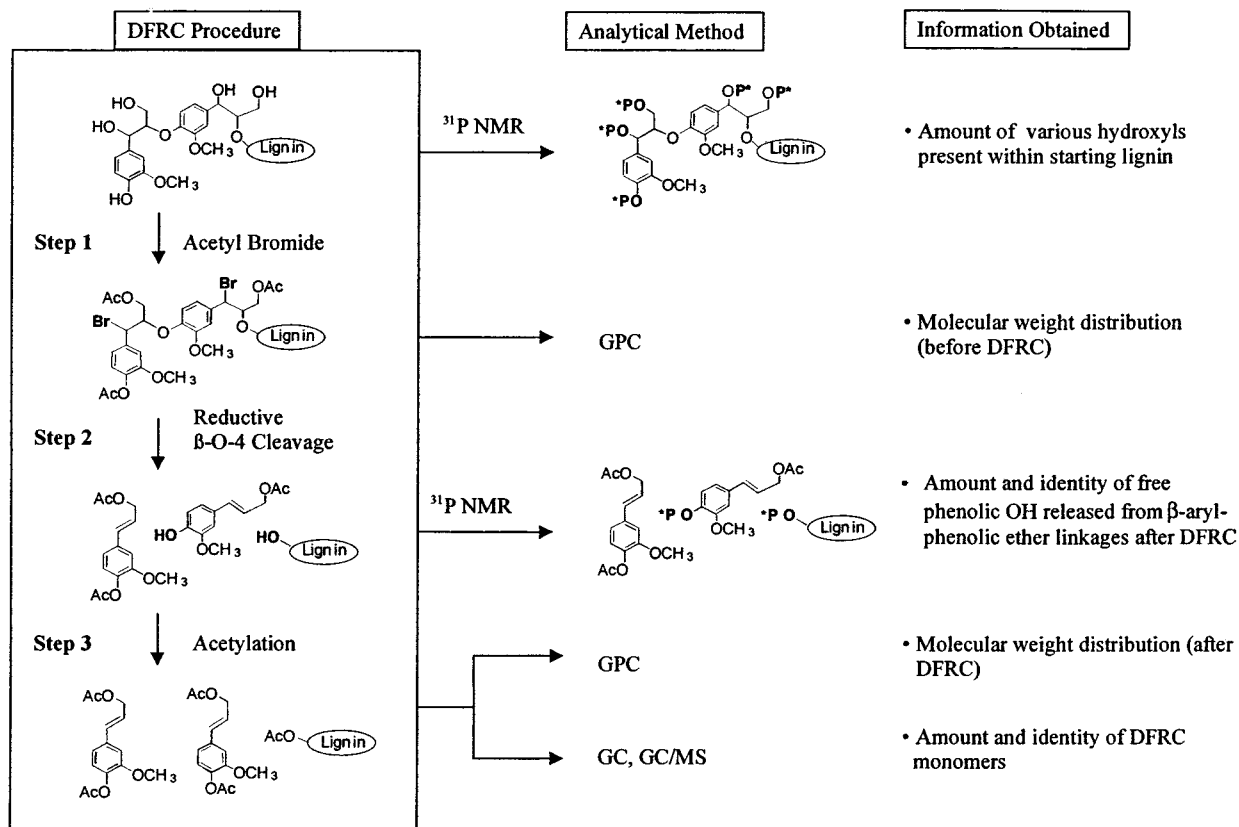 DFRC Procedure
Analytical Method
Information Obtained
OH
HO
OH
HO
O
OCH3
O
Lignin
OCH3
HO
31P NMR
OP*
OP*
*PO
*PO
O
OCH3
O
Lignin
OCH3
*PO
• Amount of various hydroxyls
present within starting lignin
Step 1
Acetyl Bromide
Br
OAc
AcO
Br
O
OCH3
O
Lignin
OCH3
AcO
GPC
• Molecular weight distribution
(before DFRC)
Step 2
Reductive
ß-O-4 Cleavage
AcO
OAc
HO
OCH3
HO
Lignin
OCH3
AcO
31P NMR
AcO
OAc
*PO
OCH3
*PO
Lignin
OCH3
AcO
• Amount and identity of free
phenolic OH released from β-aryl-
phenolic ether linkages after DFRC
Step 3
Acetylation
GPC
• Molecular weight distribution (after
DFRC)
AcO
AcO
AcO
Lignin
OCH3
AcO
OCH3
OAc
GC, GC/MS
• Amount and identity of DFRC
monomers